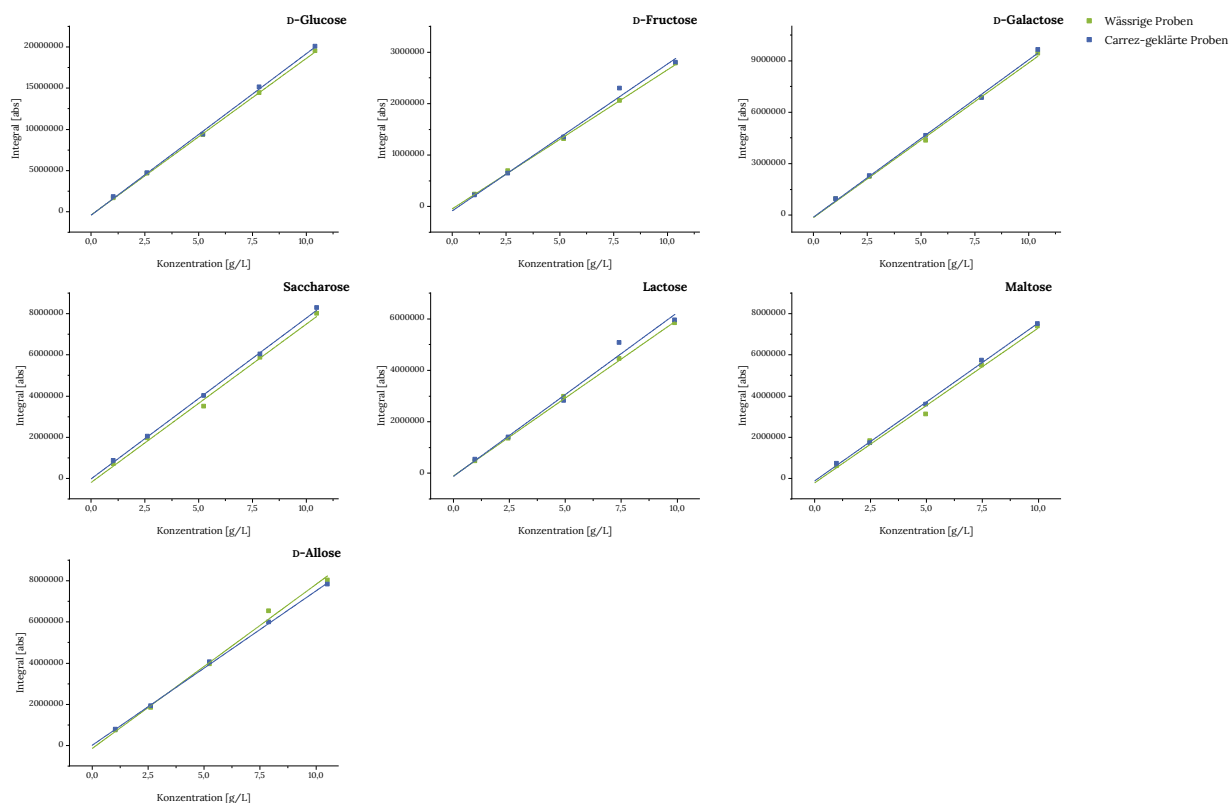 D-Glucose
Integral [abs]
20000000
15000000
10000000
5000000
0
0,0 2,5 5,0 7,5 10,0
Konzentration [g/L]
D-Fructose
Integral [abs]
3000000
2000000
1000000
0
0,0 2,5 5,0 7,5 10,0
Konzentration [g/L]
D-Galactose
Integral [abs]
9000000
6000000
3000000
0
0,0 2,5 5,0 7,5 10,0
Konzentration [g/L]
Wässrige Proben
Carrez-geklärte Proben
Saccharose
Integral [abs]
8000000
6000000
4000000
2000000
0
0,0 2,5 5,0 7,5 10,0
Konzentration [g/L]
Lactose
Integral [abs]
6000000
4000000
2000000
0
0,0 2,5 5,0 7,5 10,0
Konzentration [g/L]
Maltose
Integral [abs]
8000000
6000000
4000000
2000000
0
0,0 2,5 5,0 7,5 10,0
Konzentration [g/L]
D-Allose
Integral [abs]
8000000
6000000
4000000
2000000
0
0,0 2,5 5,0 7,5 10,0
Konzentration [g/L]